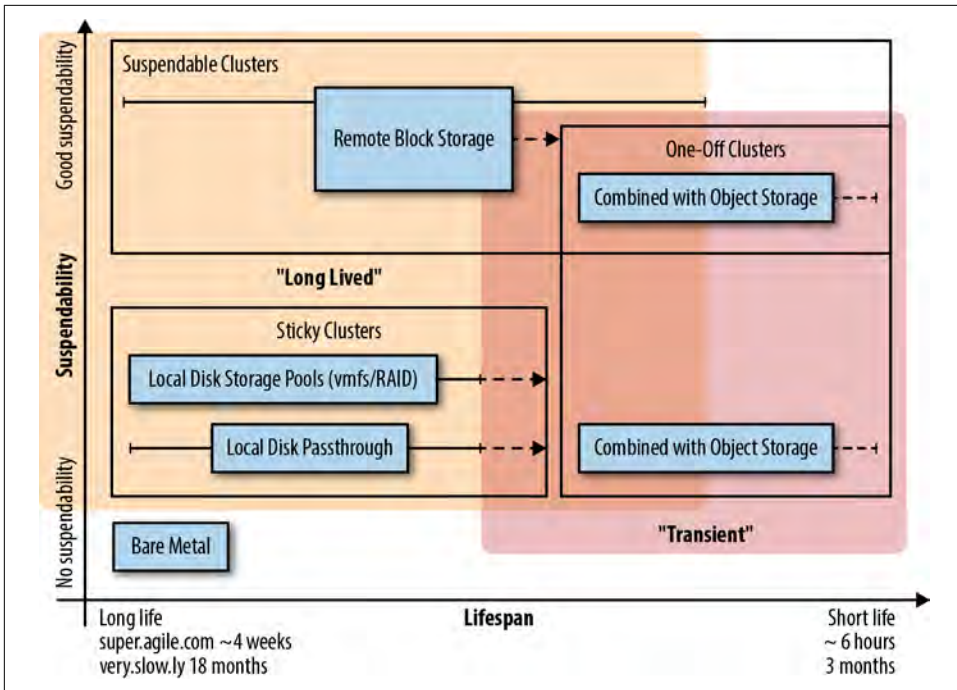 Good suspendability
Suspendability
No suspendability
Suspendable Clusters
Remote Block Storage
One-Off Clusters
Combined with Object Storage
"Long Lived"
Sticky Clusters
Local Disk Storage Pools (vmfs/RAID)
Local Disk Passthrough
Combined with Object Storage
"Transient"
Bare Metal
Long life
super.agile.com ~4 weeks
very.slow.ly 18 months
Lifespan
Short life
~ 6 hours
3 months